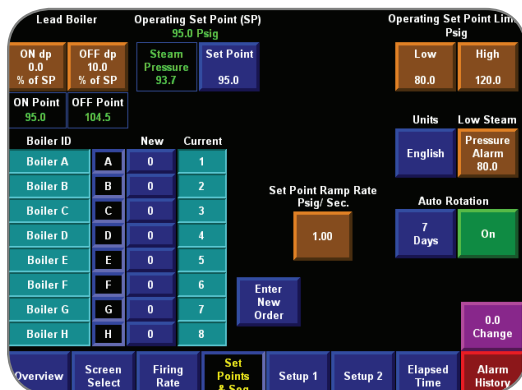 Lead Boiler
Operating Set Point (SP)
95.0 Psig
Operating Set Point Lim
Psig
ON dp
0.0
% of SP
OFF dp
10.0
% of SP
Steam
Pressure
93.7
Set Point
95.0
Low
80.0
High
120.0
ON Point
95.0
OFF Point
104.5
Units
Low Steam
English
Pressure
Alarm
80.0
Boiler ID New Current
Boiler A A 0 1
Boiler B B 0 2
Boiler C C 0 3
Boiler D D 0 4
Boiler E E 0 5
Boiler F F 0 6
Boiler G G 0 7
Boiler H H 0 8
Set Point Ramp Rate
Psig/ Sec.
1.00
Auto Rotation
7
Days
On
Enter
New
Order
0.0
Change
Overview
Screen
Select
Firing
Rate
Set
Points
& Seq
Setup 1
Setup 2
Elapsed
Time
Alarm
History